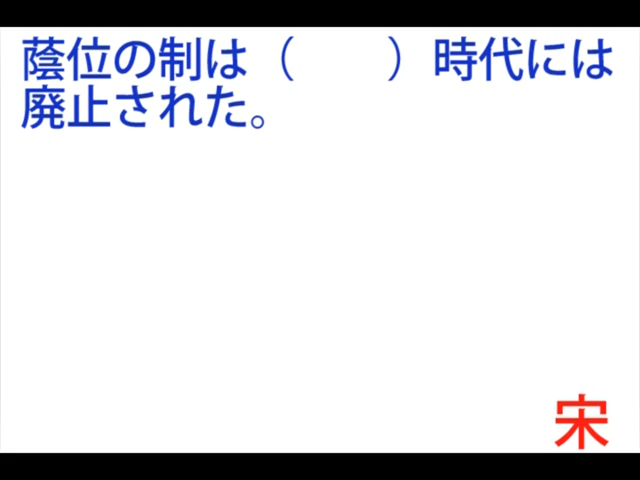 蔭位の制は（　　）時代には
廃止された。
宋